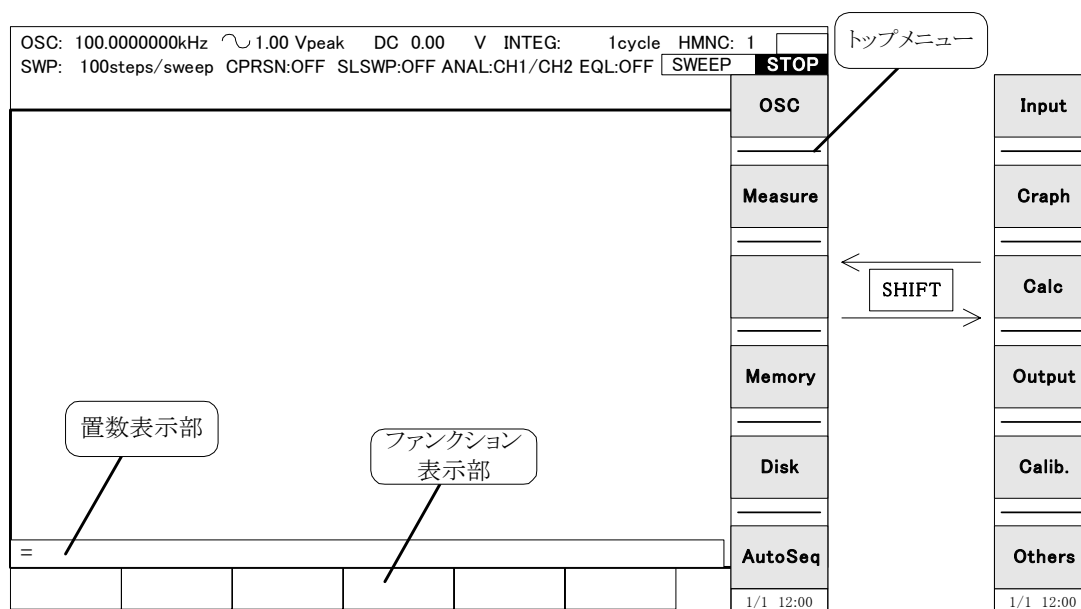 OSC: 100.0000000kHz 1.00 Vpeak DC 0.00 V INTEG: 1cycle HMNC: 1
SWP: 100steps/sweep CPRSN:OFF SLSWP:OFF ANAL:CH1/CH2 EQL:OFF SWEEP STOP
トップメニュー
OSC
Measure
Memory
Disk
AutoSeq
1/1 12:00
SHIFT
Input
Graph
Calc
Output
Calib.
Others
1/1 12:00
置数表示部
ファンクション
表示部
=